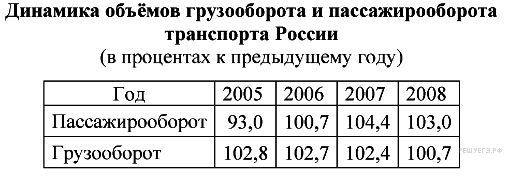 Динамика объёмов грузооборота и пассажирооборота
транспорта России
(в процентах к предыдущему году)
Год 2005 2006 2007 2008
Пассажирооборот 93,0 100,7 104,4 103,0
Грузооборот 102,8 102,7 102,4 100,7
РЕШУЕГЭ.РФ